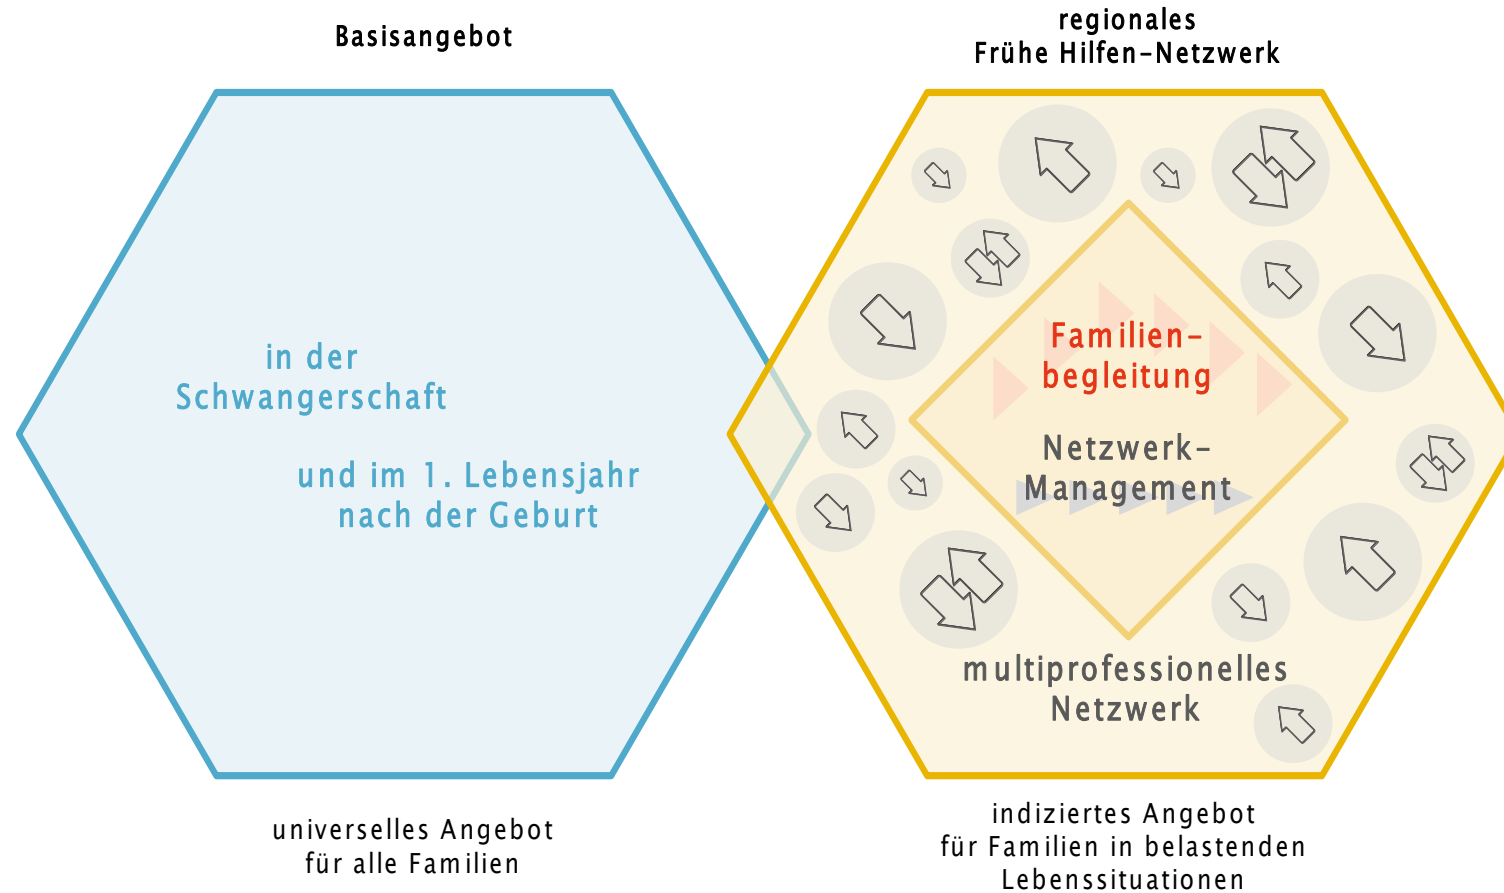 Basisangebot
regionales
Frühe Hilfen-Netzwerk
in der
Schwangerschaft
und im 1. Lebensjahr
nach der Geburt
Familien-
begleitung
Netzwerk-
Management
multiprofessionelles
Netzwerk
universelles Angebot
für alle Familien
indiziertes Angebot
für Familien in belastenden
Lebenssituationen